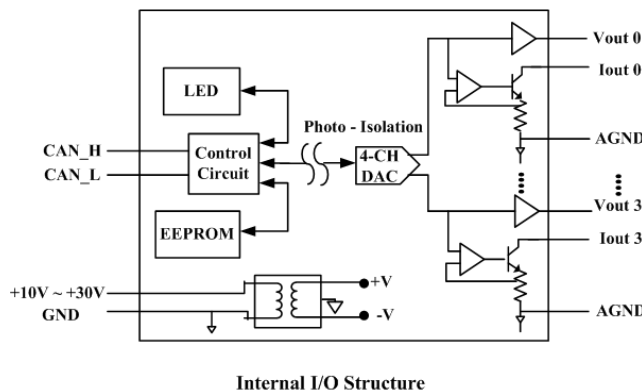 Vout 0
Iout 0
LED
Photo - Isolation
CAN_H
CAN_L
Control
Circuit
4-CH
DAC
AGND
Vout 3
EEPROM
Iout 3
+10V ~ +30V
GND
+V
-V
AGND
Internal I/O Structure